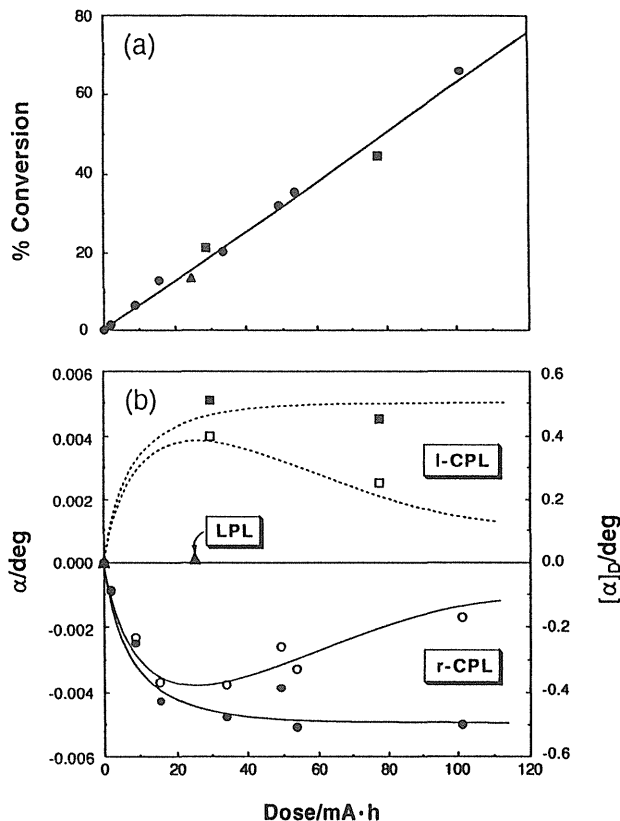 (a)
% Conversion
80
60
40
20
0
(b)
α/deg
[α]D/deg
0.006
0.004
0.002
0.000
-0.002
-0.004
-0.006
0.6
0.4
0.2
0.0
-0.2
-0.4
-0.6
l-CPL
LPL
r-CPL
0 20 40 60 80 100
Dose/mA·h